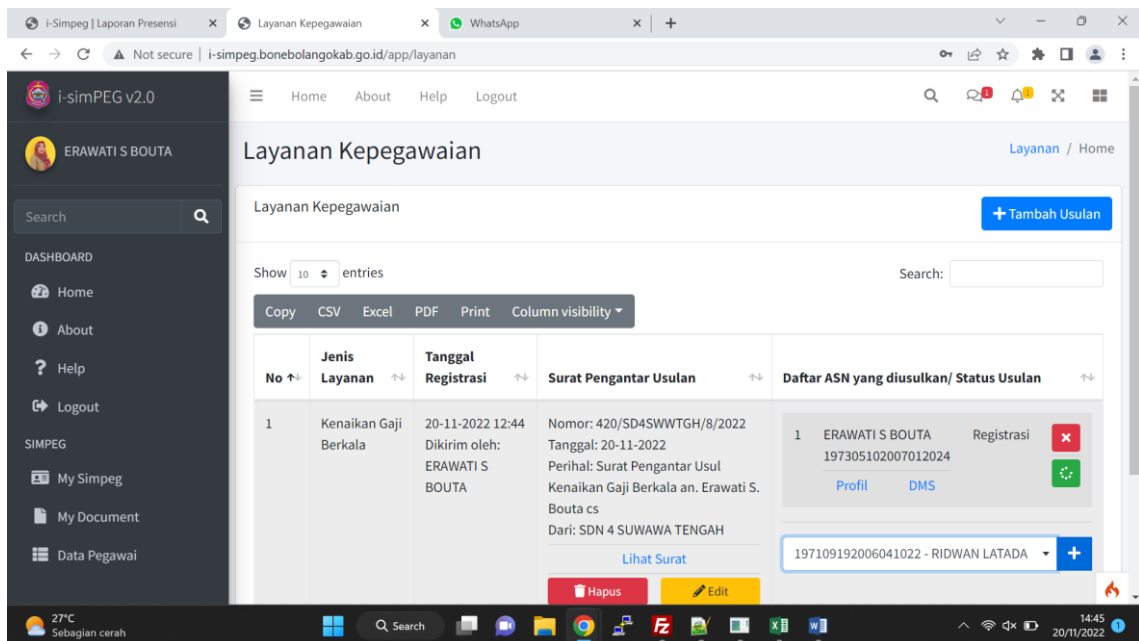 i-Simpeg | Laporan Presensi
Layanan Kepegawaian
WhatsApp
Not secure | i-simpeg.bonebolangokab.go.id/app/layanan
i-simPEG v2.0
Home About Help Logout
1
1
ERAWATI S BOUTA
Layanan Kepegawaian
Layanan / Home
Search
Layanan Kepegawaian
Tambah Usulan
DASHBOARD
Home
About
Help
Logout
SIMPEG
My Simpeg
My Document
Data Pegawai
Show 10 entries
Search:
Copy CSV Excel PDF Print Column visibility
No
Jenis
Layanan
Tanggal
Registrasi
Surat Pengantar Usulan
Daftar ASN yang diusulkan/ Status Usulan
1
Kenaikan Gaji
Berkala
20-11-2022 12:44
Dikirim oleh:
ERAWATI S
BOUTA
Nomor: 420/SD4SWWTGH/8/2022
Tanggal: 20-11-2022
Perihal: Surat Pengantar Usul
Kenaikan Gaji Berkala an. Erawati S.
Bouta cs
Dari: SDN 4 SUWAWA TENGAH
Lihat Surat
Hapus
Edit
1 ERAWATI S BOUTA Registrasi
197305102007012024
Profil DMS
197109192006041022 - RIDWAN LATADA
27°C
Sebagian cerah
Search
14:45
20/11/2022
1